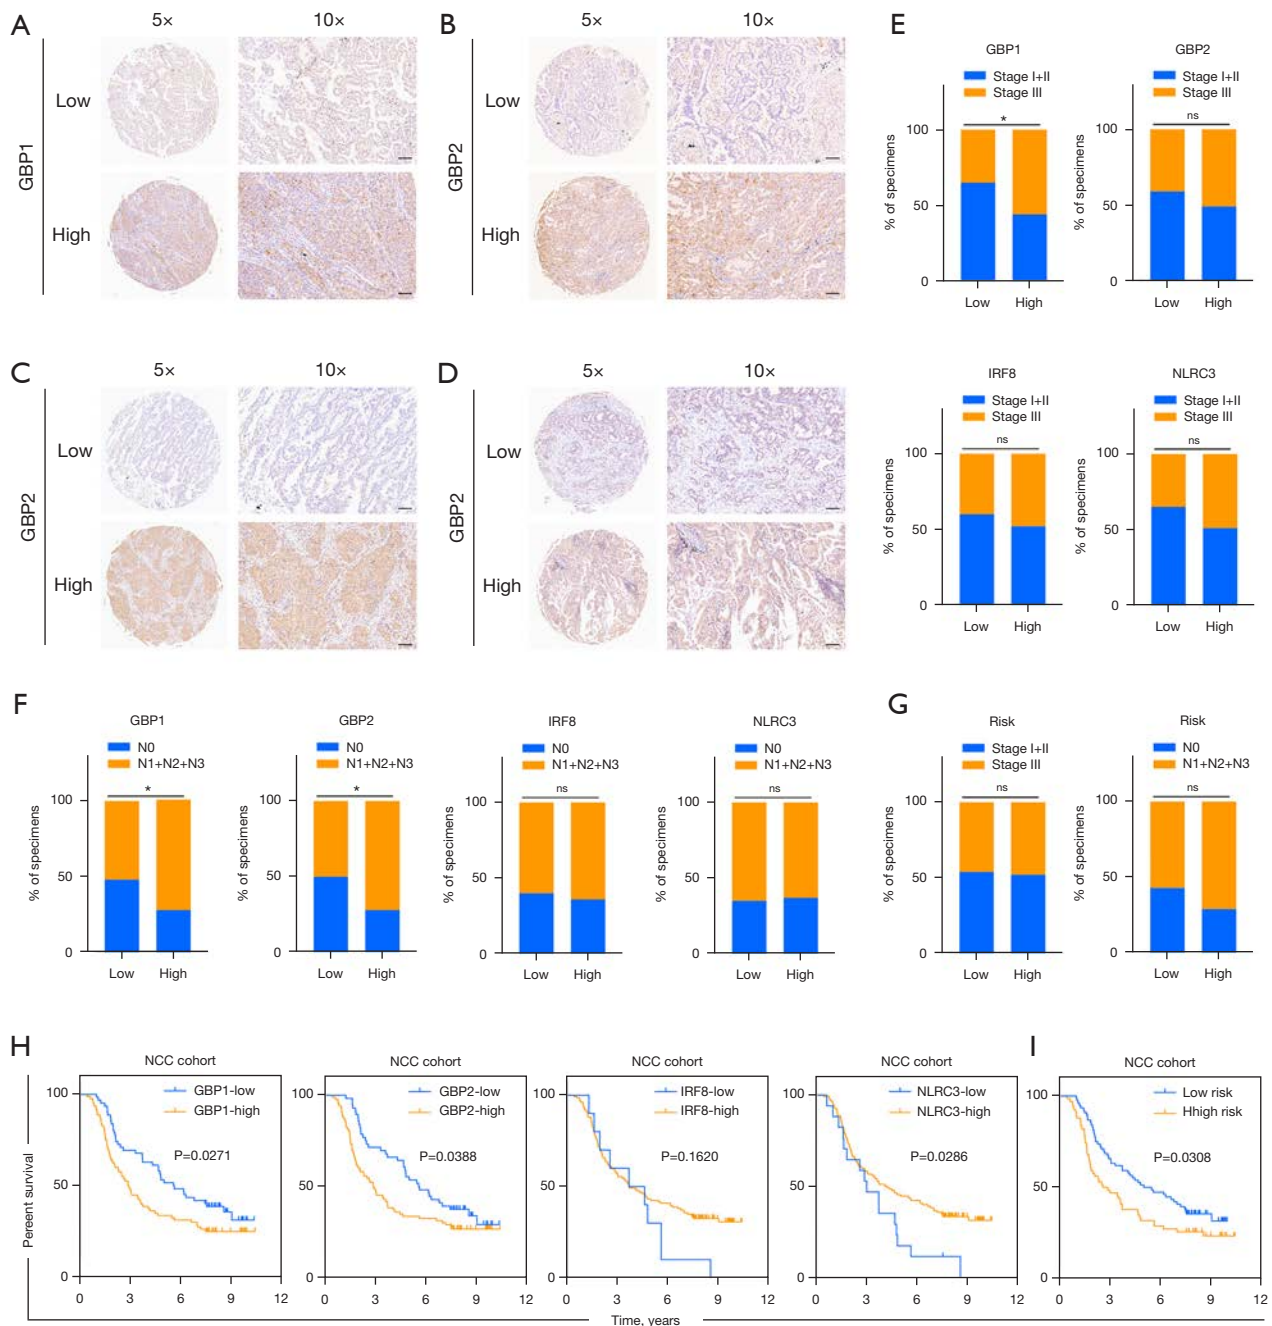 A
5×
10×
GBP1
Low
High
B
5×
10×
GBP2
Low
High
C
5×
10×
GBP2
Low
High
D
5×
10×
GBP2
Low
High
E
GBP1
Stage I+II
Stage III
*
% of specimens
100
50
0
Low High
GBP2
Stage I+II
Stage III
ns
% of specimens
100
50
0
Low High
IRF8
Stage I+II
Stage III
ns
% of specimens
100
50
0
Low High
NLRC3
Stage I+II
Stage III
ns
% of specimens
100
50
0
Low High
F
GBP1
N0
N1+N2+N3
*
% of specimens
100
50
0
Low High
GBP2
N0
N1+N2+N3
*
% of specimens
100
50
0
Low High
IRF8
N0
N1+N2+N3
ns
% of specimens
100
50
0
Low High
NLRC3
N0
N1+N2+N3
ns
% of specimens
100
50
0
Low High
G
Risk
Stage I+II
Stage III
ns
% of specimens
100
50
0
Low High
Risk
N0
N1+N2+N3
ns
% of specimens
100
50
0
Low High
H
Percent survival
NCC cohort
GBP1-low
GBP1-high
P=0.0271
100
50
0
0 3 6 9 12
NCC cohort
GBP2-low
GBP2-high
P=0.0388
100
50
0
0 3 6 9 12
NCC cohort
IRF8-low
IRF8-high
P=0.1620
100
50
0
0 3 6 9 12
NCC cohort
NLRC3-low
NLRC3-high
P=0.0286
100
50
0
0 3 6 9 12
I
NCC cohort
Low risk
Hhigh risk
P=0.0308
100
50
0
0 3 6 9 12
Time, years